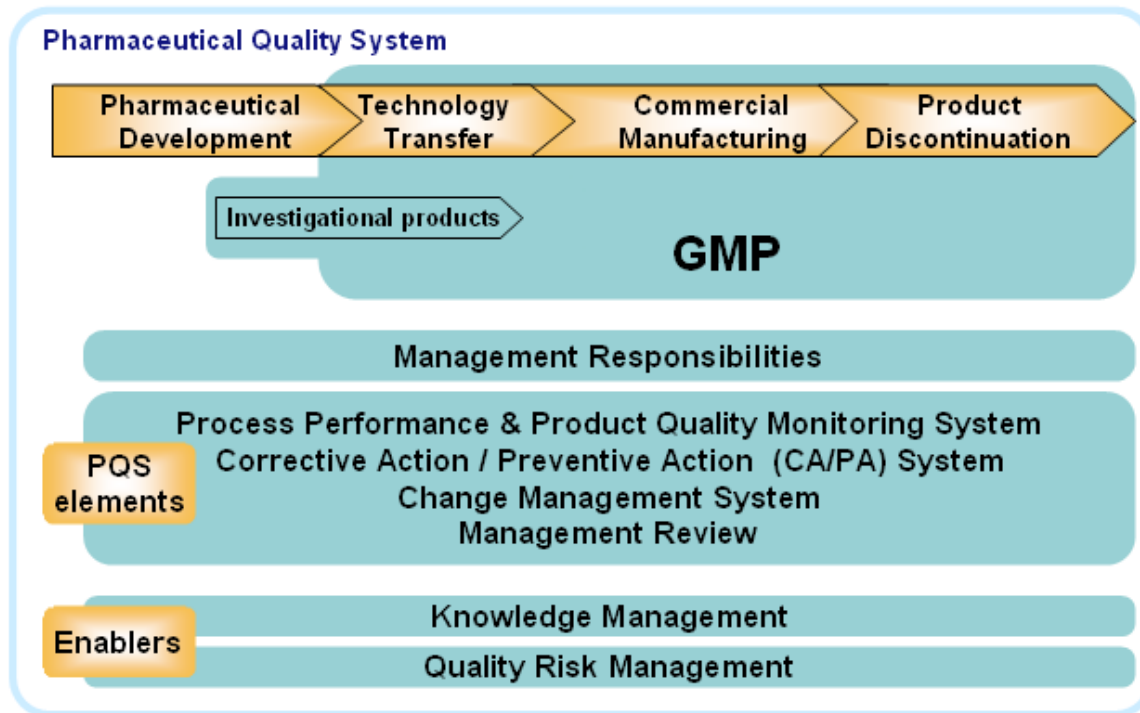 Pharmaceutical Quality System
Pharmaceutical
Development
Technology
Transfer
Commercial
Manufacturing
Product
Discontinuation
Investigational products
GMP
Management Responsibilities
PQS
elements
Process Performance & Product Quality Monitoring System
Corrective Action / Preventive Action (CA/PA) System
Change Management System
Management Review
Enablers
Knowledge Management
Quality Risk Management